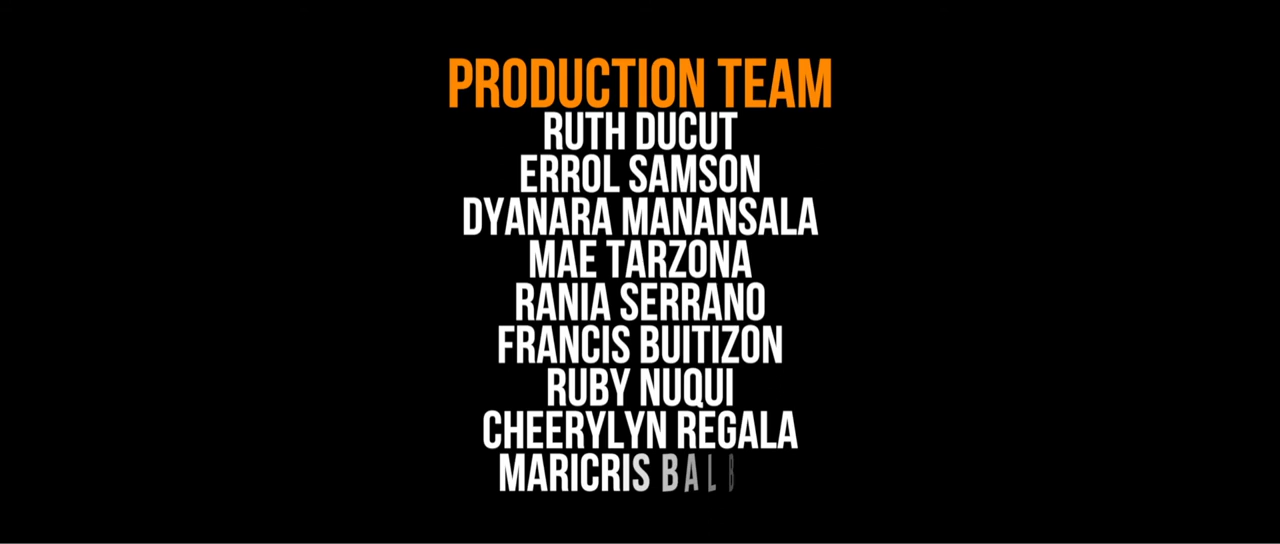 PRODUCTION TEAM
RUTH DUCUT
ERROL SAMSON
DYANARA MANANSALA
MAE TARZONA
RANIA SERRANO
FRANCIS BUITIZON
RUBY NUQUI
CHEERYLYN REGALA
MARICRIS